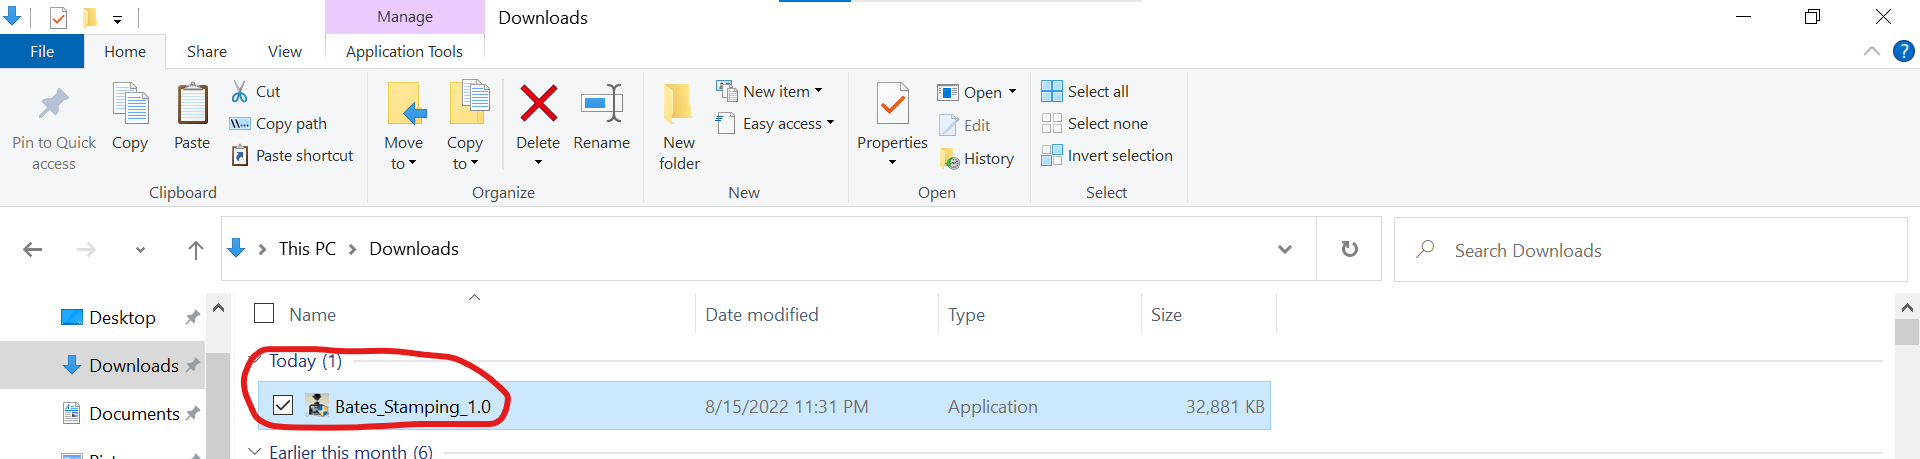 Manage
Downloads
File
Home
Share
View
Application Tools
Pin to Quick
access
Copy
Paste
Cut
Copy path
Paste shortcut
Clipboard
Move
to
Copy
to
Delete
Rename
Organize
New
folder
New item
Easy access
New
Properties
Open
Edit
History
Open
Select all
Select none
Invert selection
Select
This PC > Downloads
Search Downloads
Desktop
Downloads
Documents
Name
Date modified
Type
Size
Today (1)
Bates_Stamping_1.0
8/15/2022 11:31 PM
Application
32,881 KB
Earlier this month (6)